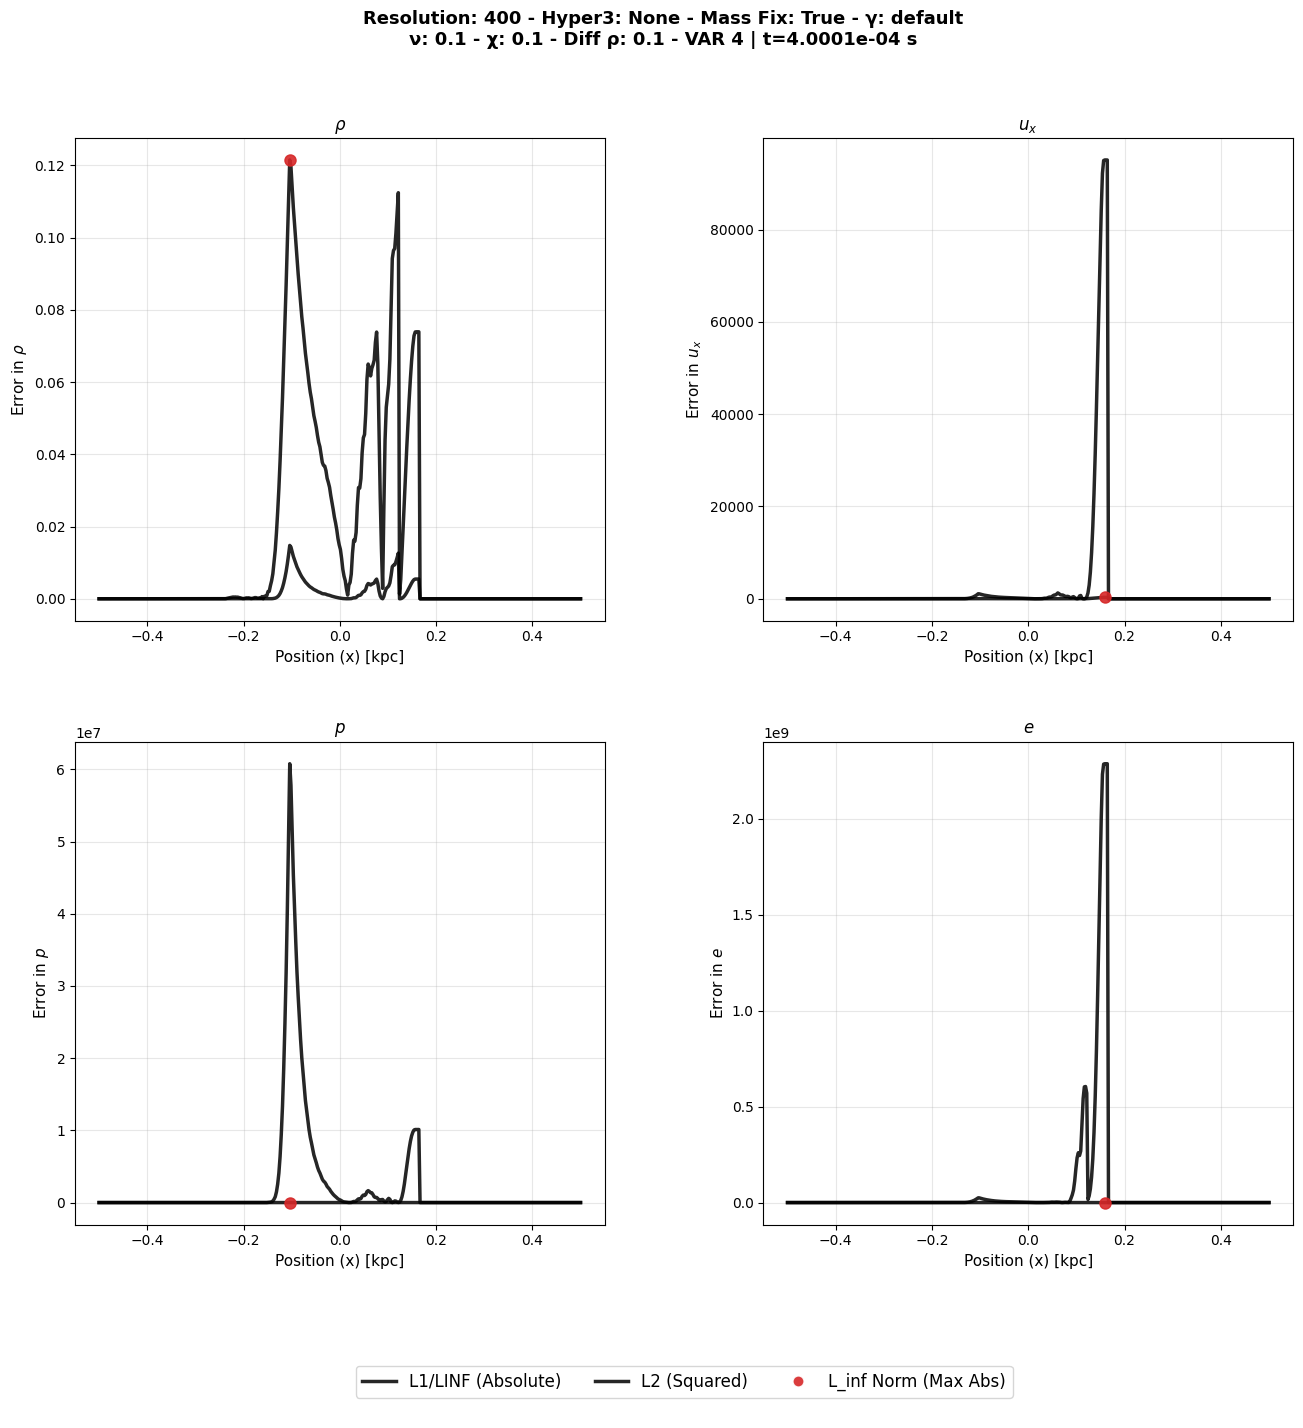 Resolution: 400 - Hyper3: None - Mass Fix: True - γ: default
ν: 0.1 - χ: 0.1 - Diff ρ: 0.1 - VAR 4 | t=4.0001e-04 s
ρ
0.12
0.10
0.08
0.06
0.04
0.02
0.00
Error in ρ
−0.4 −0.2 0.0 0.2 0.4
Position (x) [kpc]
u_x
80000
60000
40000
20000
0
Error in u_x
−0.4 −0.2 0.0 0.2 0.4
Position (x) [kpc]
p
1e7
6
5
4
3
2
1
0
Error in p
−0.4 −0.2 0.0 0.2 0.4
Position (x) [kpc]
e
1e9
2.0
1.5
1.0
0.5
0.0
Error in e
−0.4 −0.2 0.0 0.2 0.4
Position (x) [kpc]
L1/LINF (Absolute) L2 (Squared) L_inf Norm (Max Abs)